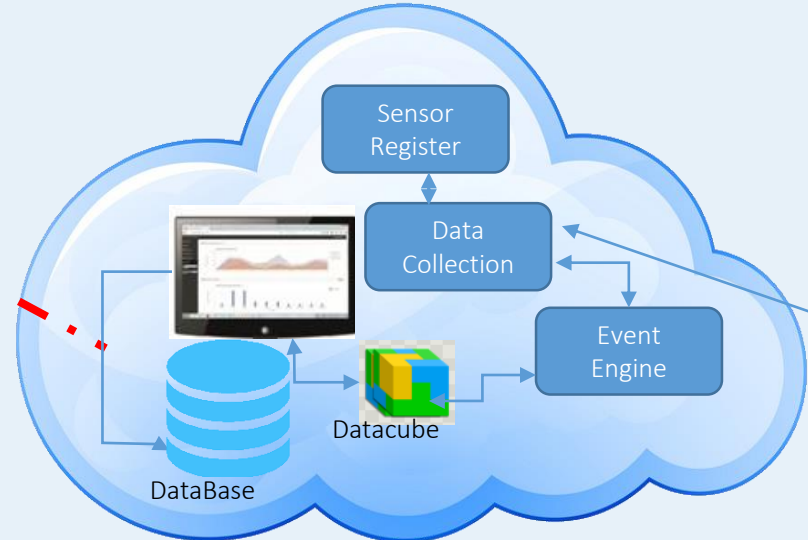 Sensor
Register
Data
Collection
Event
Engine
Datacube
DataBase